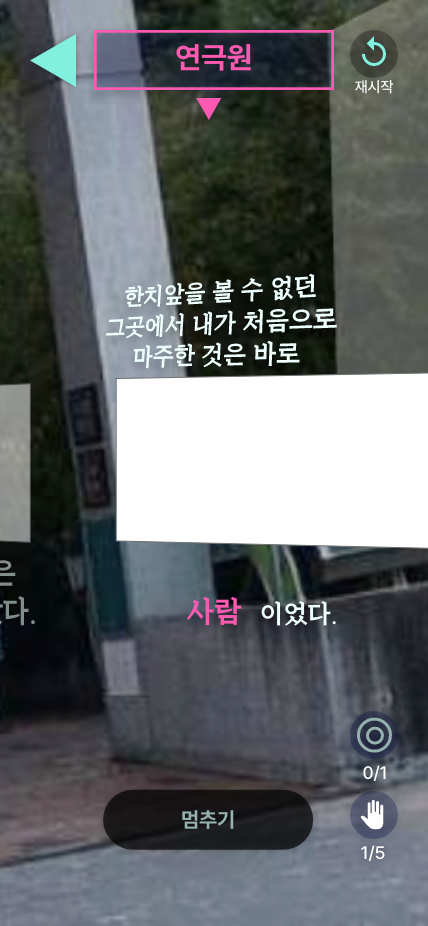 연극원
재시작
한치앞을 볼 수 없던
그곳에서 내가 처음으로
마주한 것은 바로
은
다.
사람 이었다.
0/1
멈추기
1/5